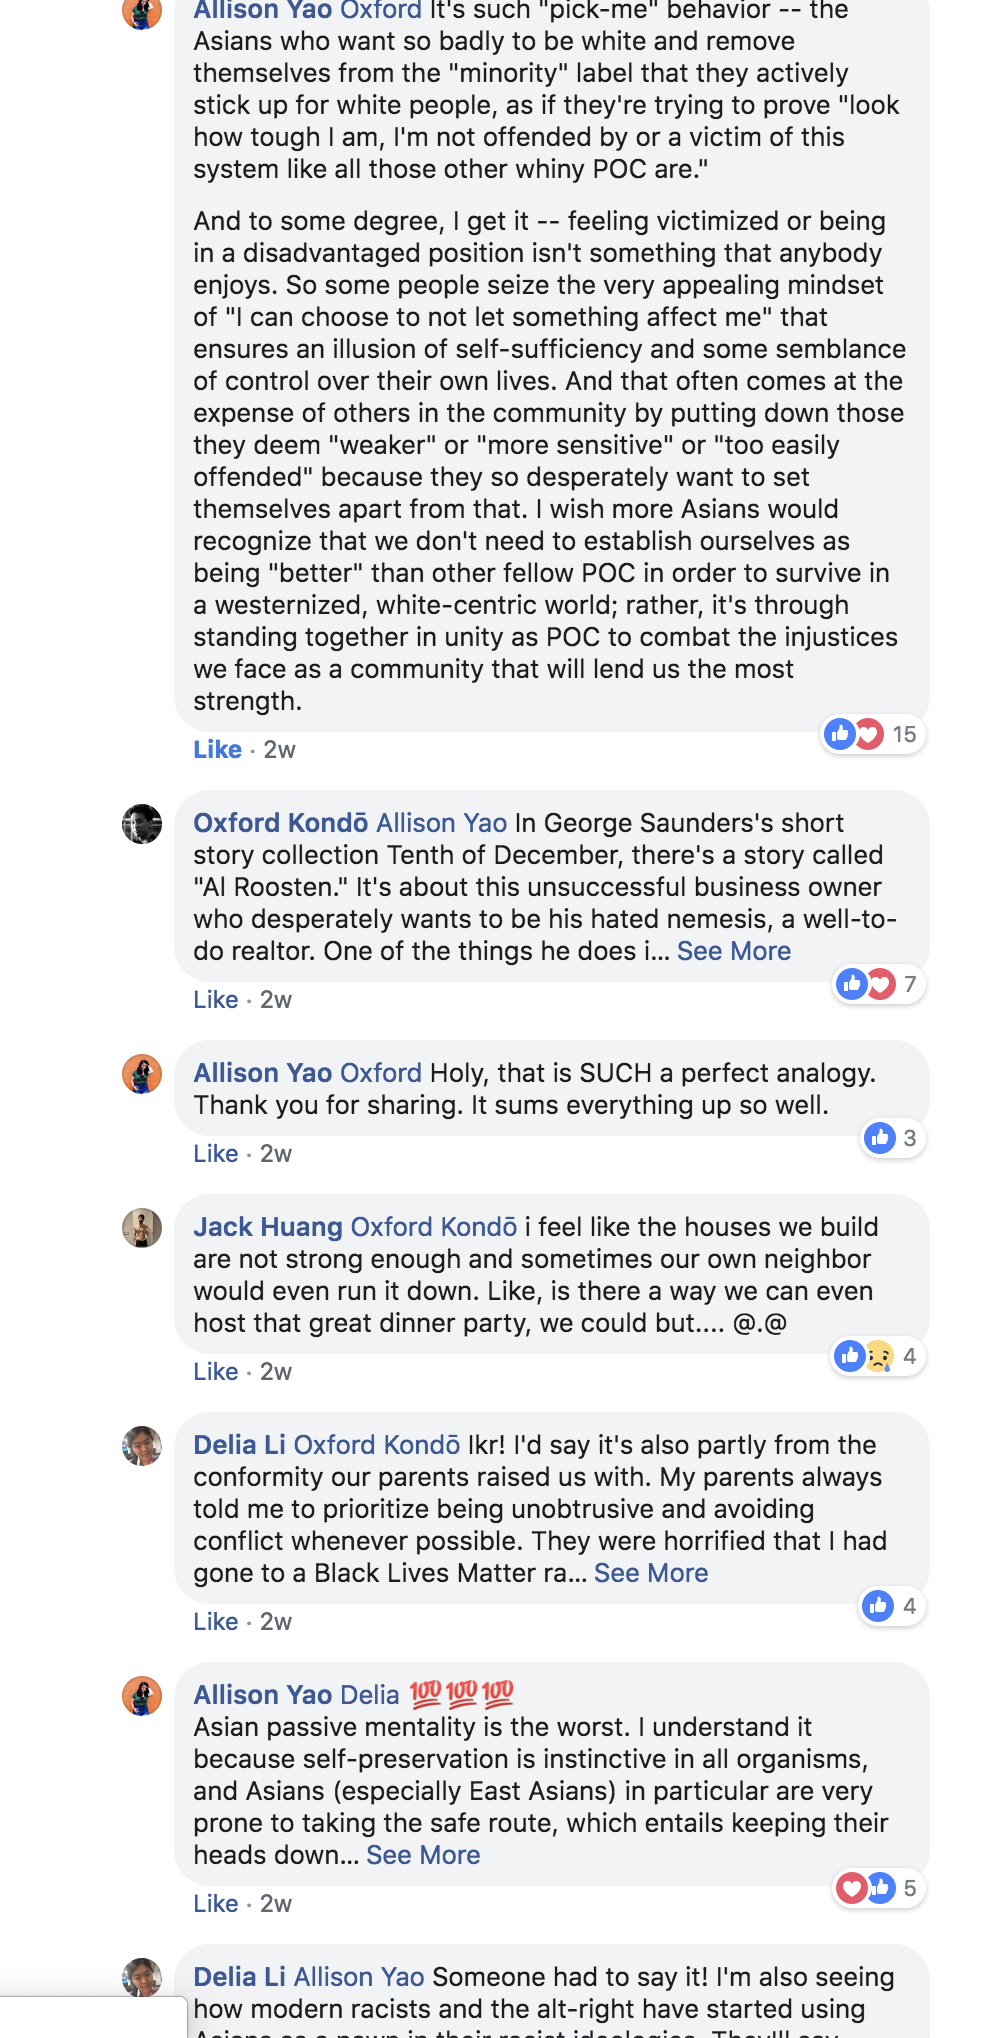 Allison Yao Oxford It's such "pick-me" behavior -- the
Asians who want so badly to be white and remove
themselves from the "minority" label that they actively
stick up for white people, as if they're trying to prove "look
how tough I am, I'm not offended by or a victim of this
system like all those other whiny POC are."
And to some degree, I get it -- feeling victimized or being
in a disadvantaged position isn't something that anybody
enjoys. So some people seize the very appealing mindset
of "I can choose to not let something affect me" that
ensures an illusion of self-sufficiency and some semblance
of control over their own lives. And that often comes at the
expense of others in the community by putting down those
they deem "weaker" or "more sensitive" or "too easily
offended" because they so desperately want to set
themselves apart from that. I wish more Asians would
recognize that we don't need to establish ourselves as
being "better" than other fellow POC in order to survive in
a westernized, white-centric world; rather, it's through
standing together in unity as POC to combat the injustices
we face as a community that will lend us the most
strength.
15
Like · 2w
Oxford Kondō Allison Yao In George Saunders's short
story collection Tenth of December, there's a story called
"Al Roosten." It's about this unsuccessful business owner
who desperately wants to be his hated nemesis, a well-to-
do realtor. One of the things he does i... See More
7
Like · 2w
Allison Yao Oxford Holy, that is SUCH a perfect analogy.
Thank you for sharing. It sums everything up so well.
3
Like · 2w
Jack Huang Oxford Kondō i feel like the houses we build
are not strong enough and sometimes our own neighbor
would even run it down. Like, is there a way we can even
host that great dinner party, we could but.... @.@
4
Like · 2w
Delia Li Oxford Kondō Ikr! I'd say it's also partly from the
conformity our parents raised us with. My parents always
told me to prioritize being unobtrusive and avoiding
conflict whenever possible. They were horrified that I had
gone to a Black Lives Matter ra... See More
4
Like · 2w
Allison Yao Delia 💯💯💯
Asian passive mentality is the worst. I understand it
because self-preservation is instinctive in all organisms,
and Asians (especially East Asians) in particular are very
prone to taking the safe route, which entails keeping their
heads down... See More
5
Like · 2w
Delia Li Allison Yao Someone had to say it! I'm also seeing
how modern racists and the alt-right have started using
Asians as a pawn in their racist ideologies. They'll say